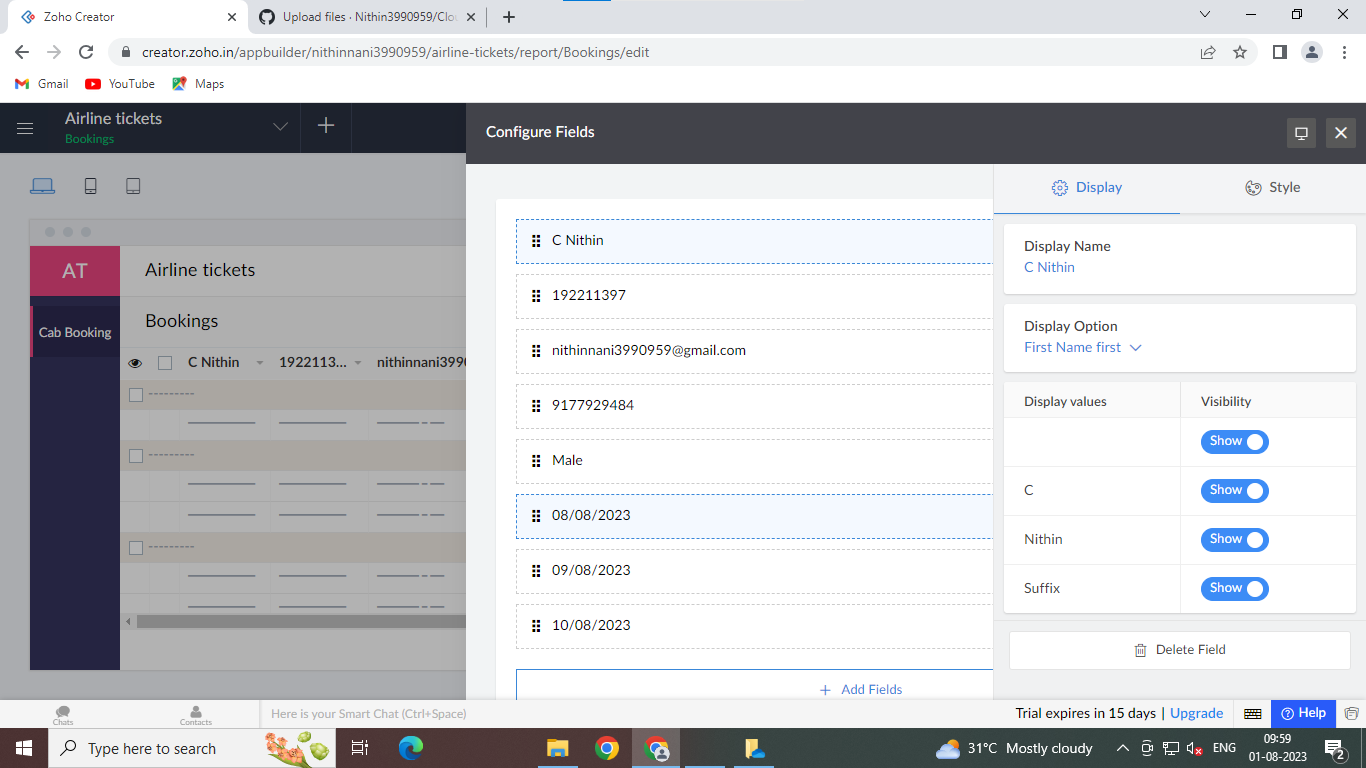 Zoho Creator
Upload files · Nithin3990959/Clou
creator.zoho.in/appbuilder/nithinnani3990959/airline-tickets/report/Bookings/edit
Gmail
YouTube
Maps
Airline tickets
Bookings
AT
Airline tickets
Cab Booking
Bookings
C Nithin
1922113...
nithinnani3990
Configure Fields
C Nithin
192211397
nithinnani3990959@gmail.com
9177929484
Male
08/08/2023
09/08/2023
10/08/2023
Add Fields
Display
Style
Display Name
C Nithin
Display Option
First Name first
Display values Visibility
Show
C Show
Nithin Show
Suffix Show
Delete Field
Chats
Contacts
Here is your Smart Chat (Ctrl+Space)
Trial expires in 15 days | Upgrade
Help
Type here to search
31°C Mostly cloudy
ENG
09:59
01-08-2023
2